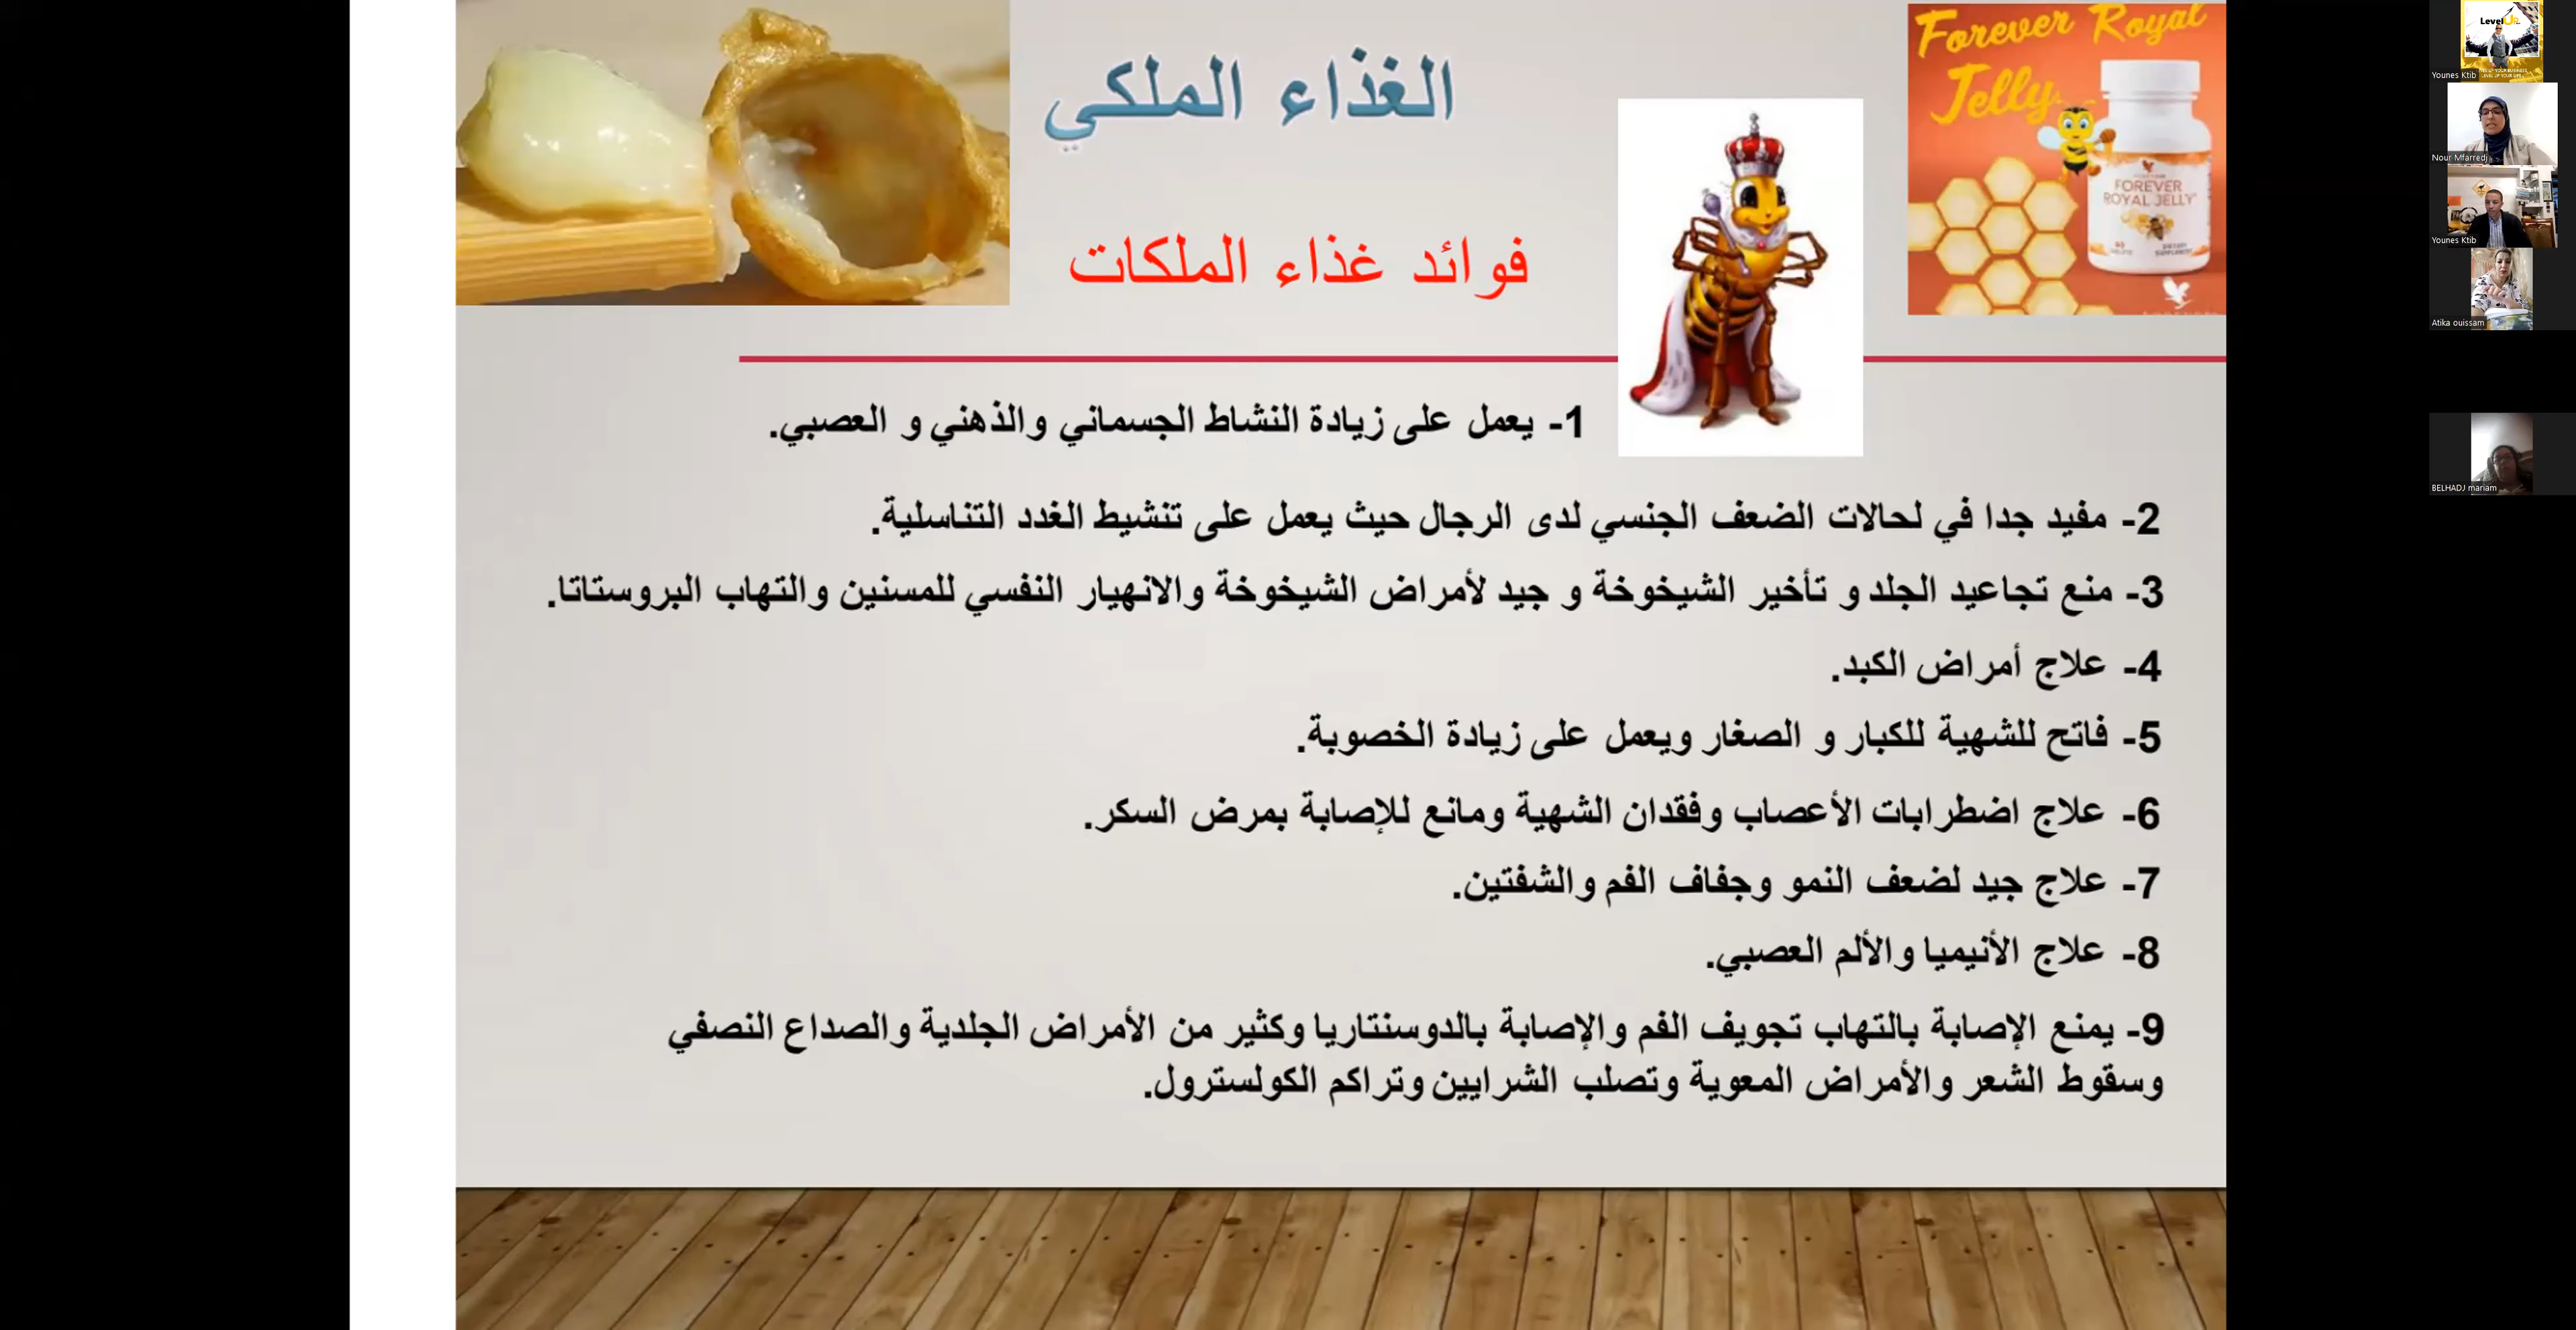 الغذاء الملكي
فوائد غذاء الملكات
Forever Royal
Jelly
FOREVER
ROYAL JELLY
1- يعمل على زيادة النشاط الجسماني والذهني و العصبي.
2- مفيد جدا في لحالات الضعف الجنسي لدى الرجال حيث يعمل على تنشيط الغدد التناسلية.
3- منع تجاعيد الجلد و تأخير الشيخوخة و جيد لأمراض الشيخوخة والانهيار النفسي للمسنين والتهاب البروستاتا.
4- علاج أمراض الكبد.
5- فاتح للشهية للكبار و الصغار ويعمل على زيادة الخصوبة.
6- علاج اضطرابات الأعصاب وفقدان الشهية ومانع للإصابة بمرض السكر.
7- علاج جيد لضعف النمو وجفاف الفم والشفتين.
8- علاج الأنيميا والألم العصبي.
9- يمنع الإصابة بالتهاب تجويف الفم والإصابة بالدوسنتاريا وكثير من الأمراض الجلدية والصداع النصفي
وسقوط الشعر والأمراض المعوية وتصلب الشرايين وتراكم الكولسترول.
Level UP
Younes Ktib
Nour Mfarredj
Younes Ktib
Atika ouissam
BELHADJ mariam